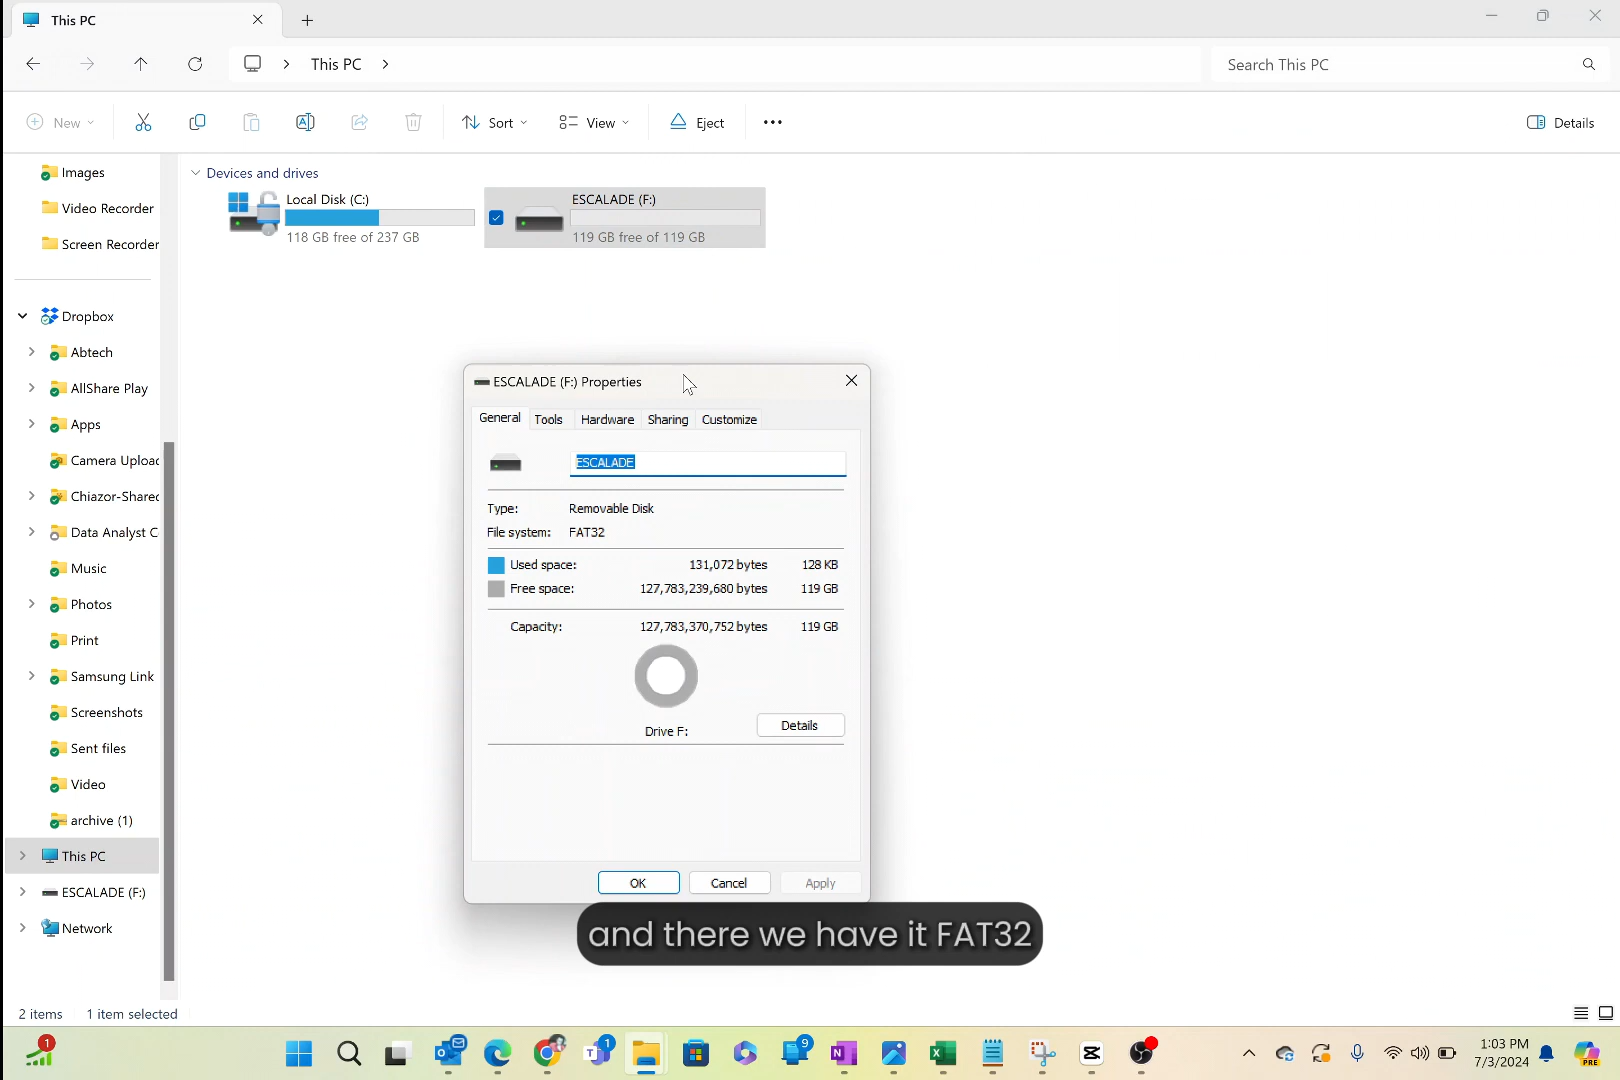 This PC
This PC
Search This PC
New
Sort
View
Eject
Details
Images
Video Recorder
Screen Recorder
Dropbox
Abtech
AllShare Play
Apps
Camera Uploac
Chiazor-Shared
Data Analyst C
Music
Photos
Print
Samsung Link
Screenshots
Sent files
Video
archive (1)
This PC
ESCALADE (F:)
Network
Devices and drives
Local Disk (C:)
118 GB free of 237 GB
ESCALADE (F:)
119 GB free of 119 GB
ESCALADE (F:) Properties
General Tools Hardware Sharing Customize
ESCALADE
Type: Removable Disk
File system: FAT32
Used space: 131,072 bytes 128 KB
Free space: 127,783,239,680 bytes 119 GB
Capacity: 127,783,370,752 bytes 119 GB
Drive F:
Details
OK Cancel Apply
and there we have it FAT32
2 items 1 item selected
1
1
9
1:03 PM
7/3/2024
PRE